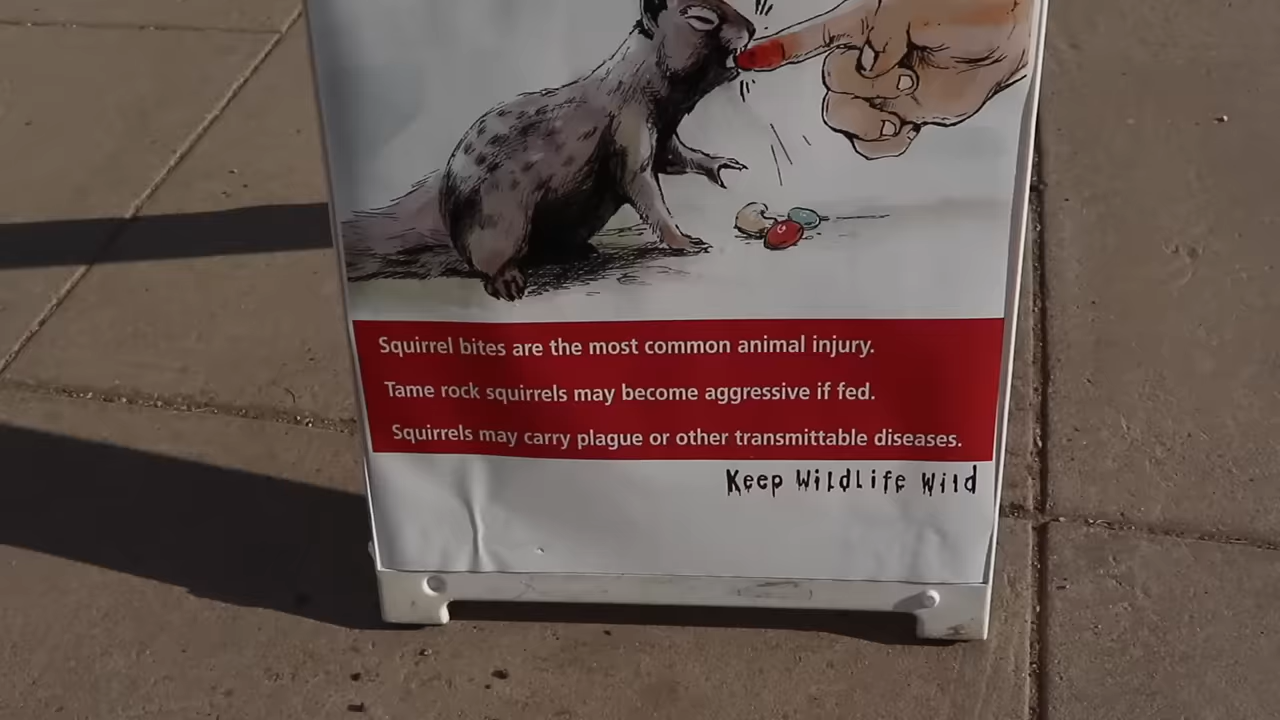 Squirrel bites are the most common animal injury.
Tame rock squirrels may become aggressive if fed.
Squirrels may carry plague or other transmittable diseases.
Keep Wildlife Wild